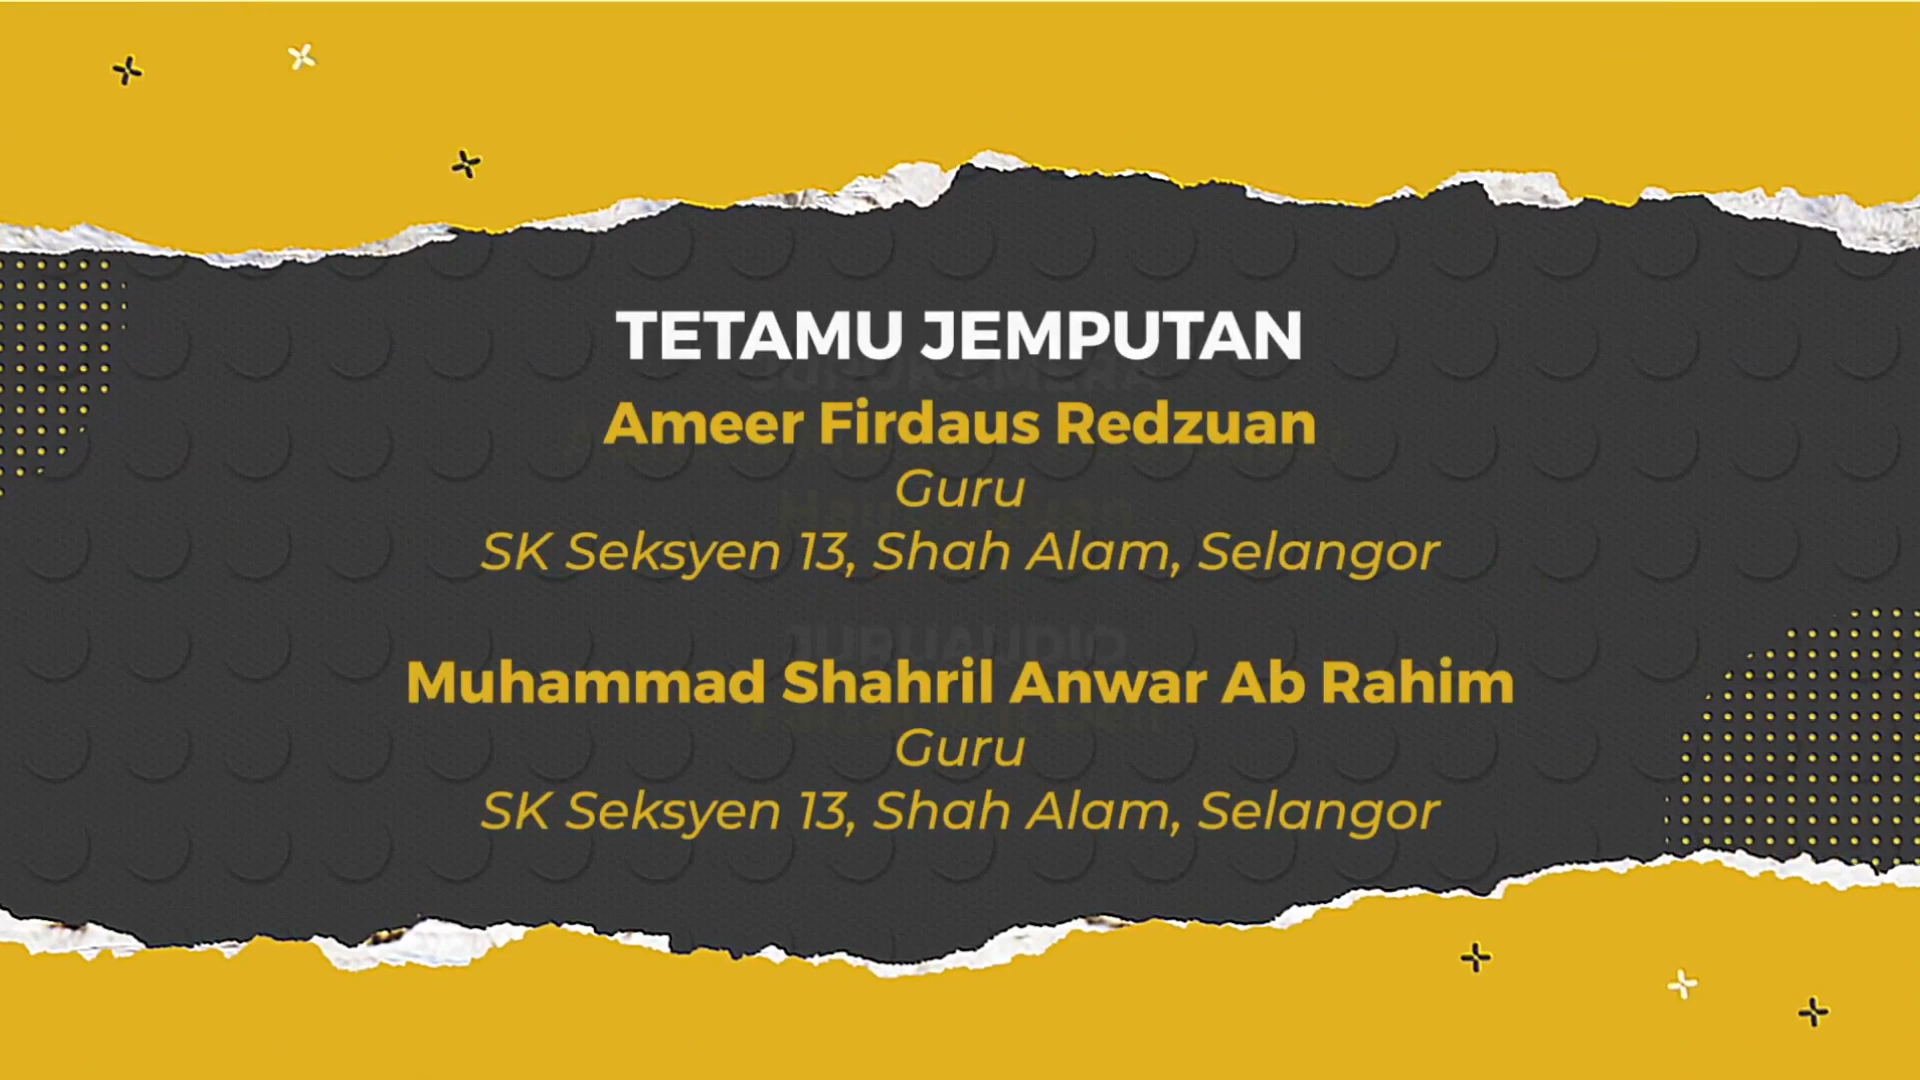 TETAMU JEMPUTAN
Ameer Firdaus Redzuan
Guru
SK Seksyen 13, Shah Alam, Selangor
Muhammad Shahril Anwar Ab Rahim
Guru
SK Seksyen 13, Shah Alam, Selangor